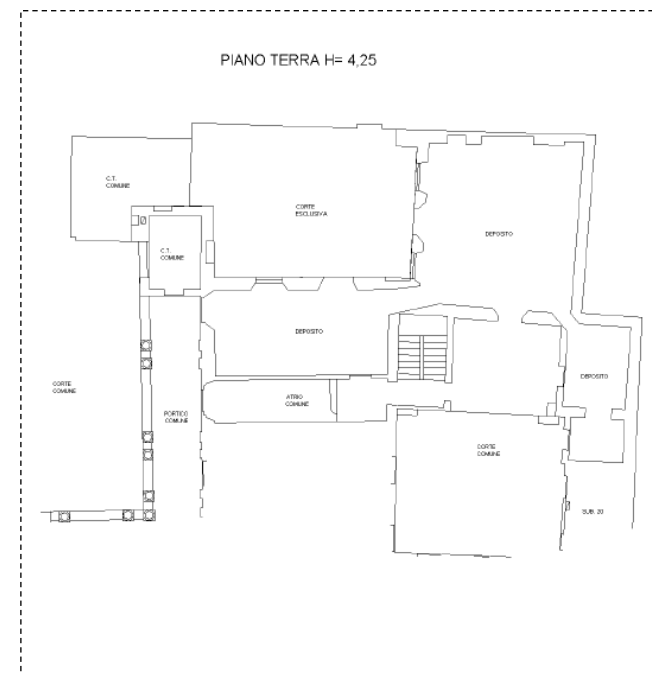 PIANO TERRA H= 4,25
C.T.
COMUNE
CORTE
ESCLUSIVA
DEPOSITO
C.T.
COMUNE
DEPOSITO
CORTE
COMUNE
ATRIO
COMUNE
DEPOSITO
PORTICO
COMUNE
CORTE
COMUNE
SUB. 20